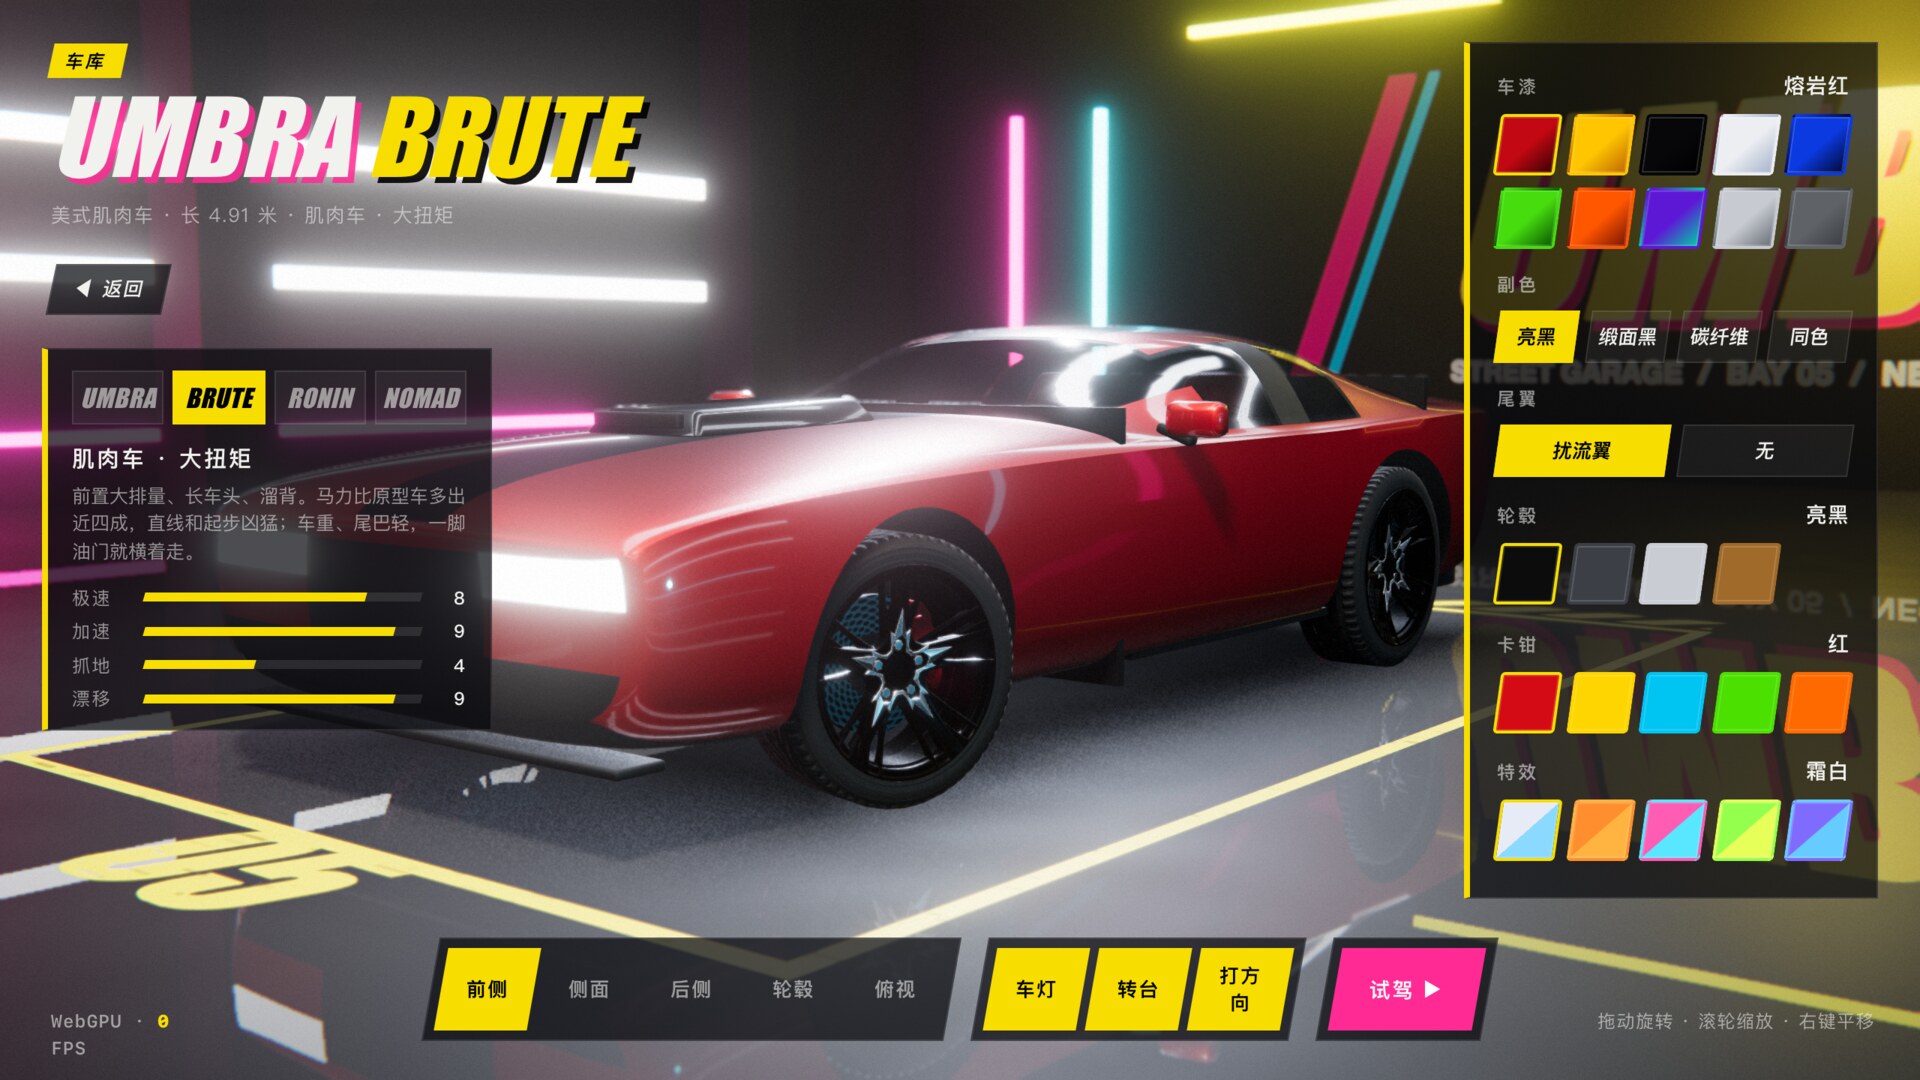 车库
UMBRA BRUTE
美式肌肉车 · 长 4.91 米 · 肌肉车 · 大扭矩
◀ 返回
UMBRA BRUTE RONIN NOMAD
肌肉车 · 大扭矩
前置大排量、长车头、溜背。马力比原型车多出
近四成，直线和起步凶猛；车重、尾巴轻，一脚
油门就横着走。
极速 8
加速 9
抓地 4
漂移 9
05
车漆 熔岩红
副色
亮黑 缎面黑 碳纤维 同色
STREET GARAGE / BAY 05 / NE
尾翼
扰流翼 无
轮毂 亮黑
卡钳 红
特效 霜白
前侧 侧面 后侧 轮毂 俯视
车灯 转台 打方
向
试驾 ▶
WebGPU · 0
FPS
拖动旋转 · 滚轮缩放 · 右键平移